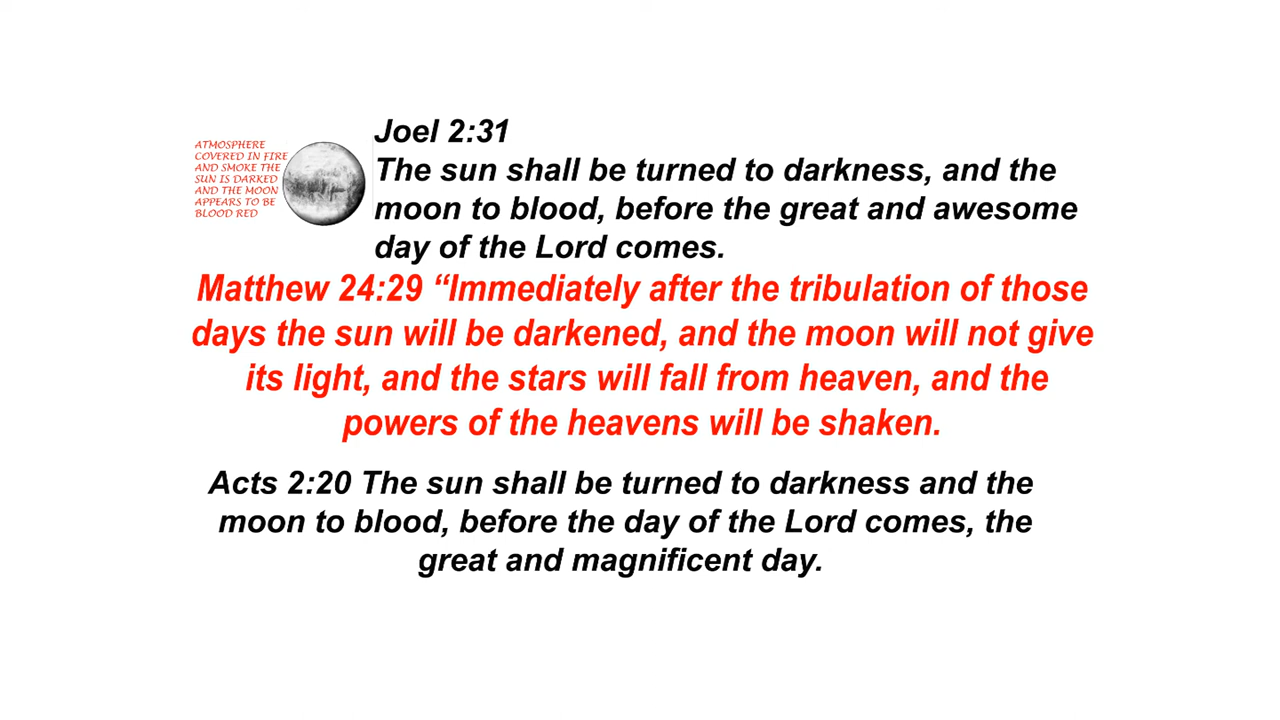 ATMOSPHERE
COVERED IN FIRE
AND SMOKE THE
SUN IS DARKED
AND THE MOON
APPEARS TO BE
BLOOD RED
Joel 2:31
The sun shall be turned to darkness, and the
moon to blood, before the great and awesome
day of the Lord comes.
Matthew 24:29 “Immediately after the tribulation of those
days the sun will be darkened, and the moon will not give
its light, and the stars will fall from heaven, and the
powers of the heavens will be shaken.
Acts 2:20 The sun shall be turned to darkness and the
moon to blood, before the day of the Lord comes, the
great and magnificent day.